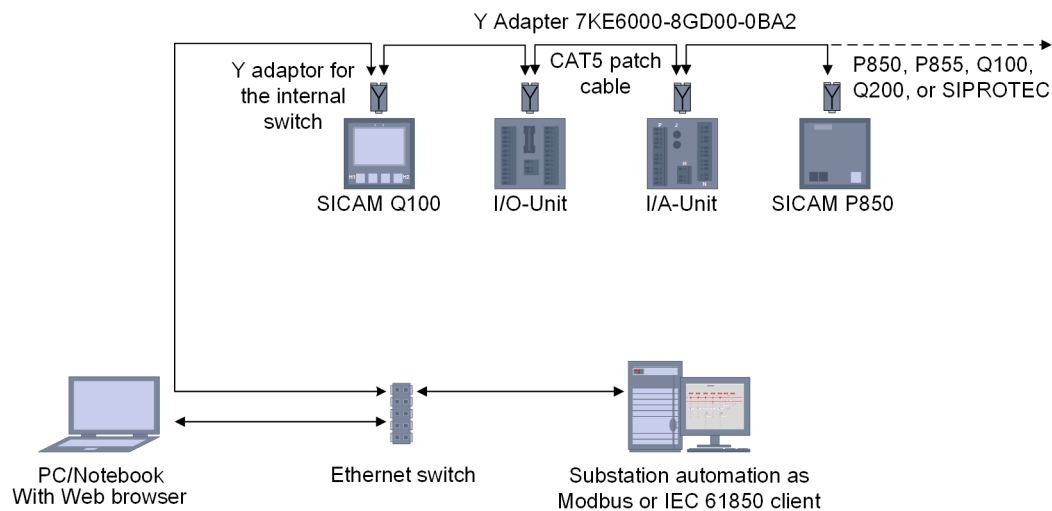 Y Adapter 7KE6000-8GD00-0BA2
Y adaptor for
the internal
switch
CAT5 patch
cable
P850, P855, Q100,
Q200, or SIPROTEC
H1
H2
P
J
H
N
SICAM Q100
I/O-Unit
I/A-Unit
SICAM P850
PC/Notebook
With Web browser
Ethernet switch
Substation automation as
Modbus or IEC 61850 client